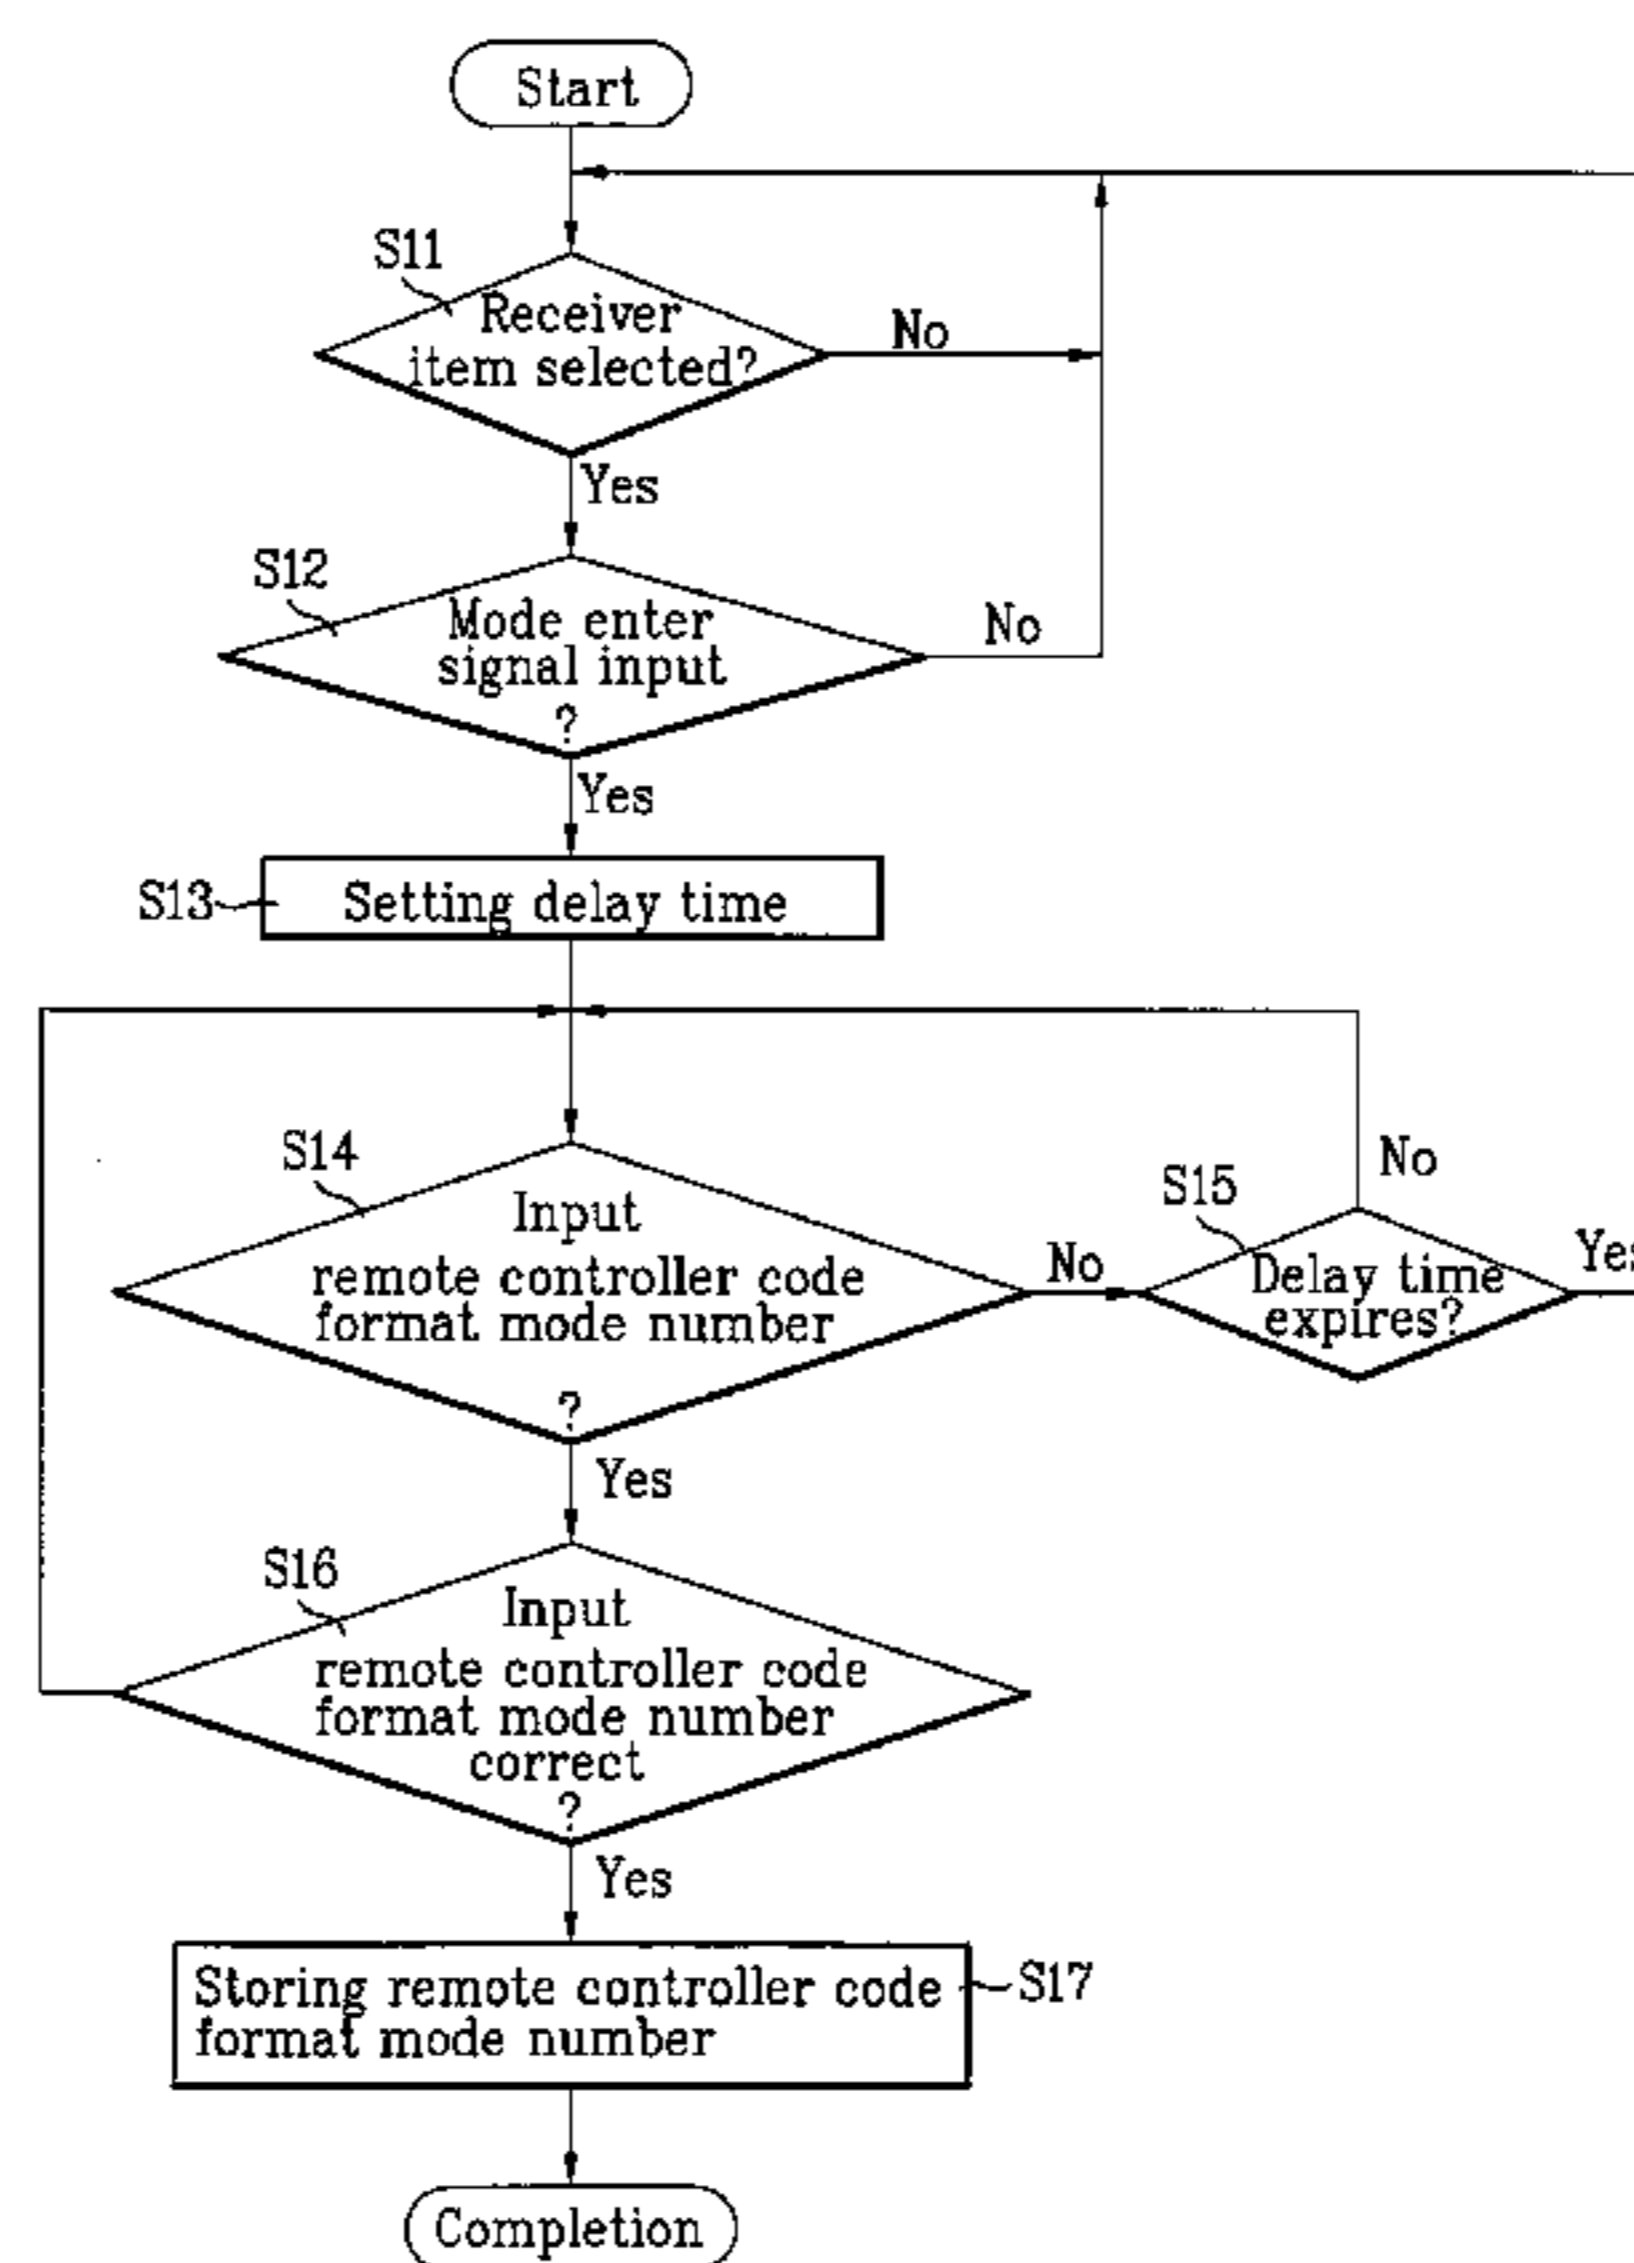 Start
S11
Receiver
item selected?
No
Yes
S12
Mode enter
signal input
?
No
Yes
S13
Setting delay time
S14
Input
remote controller code
format mode number
?
No
S15
Delay time
expires?
No
Yes
Yes
S16
Input
remote controller code
format mode number
correct
?
Yes
Storing remote controller code
format mode number
S17
Completion